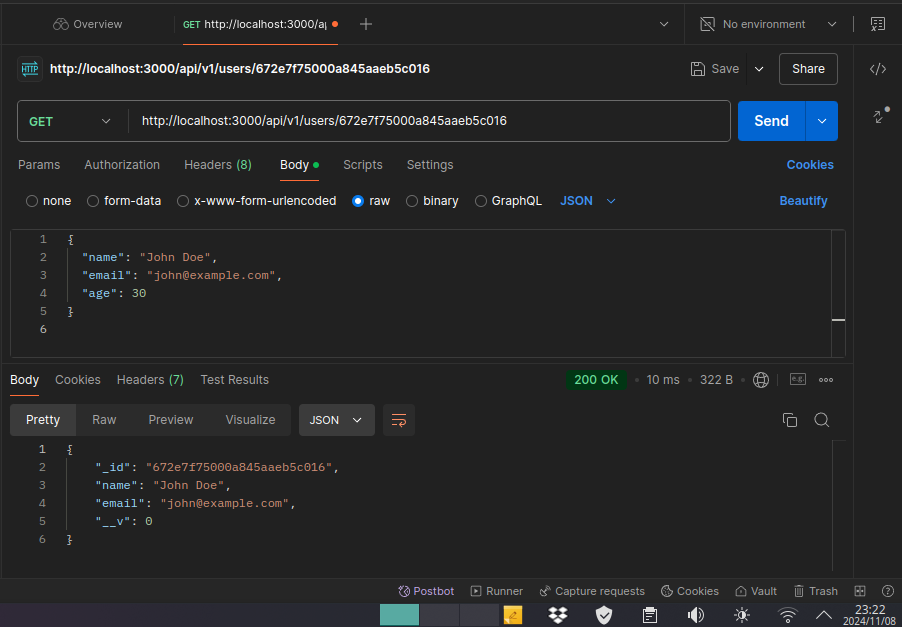 Overview
GET http://localhost:3000/ap
No environment
HTTP http://localhost:3000/api/v1/users/672e7f75000a845aaeb5c016
Save
Share
GET
http://localhost:3000/api/v1/users/672e7f75000a845aaeb5c016
Send
Params Authorization Headers (8) Body Scripts Settings Cookies
none form-data x-www-form-urlencoded raw binary GraphQL JSON Beautify
1 {
2 "name": "John Doe",
3 "email": "john@example.com",
4 "age": 30
5 }
6
Body Cookies Headers (7) Test Results 200 OK • 10 ms • 322 B • e.g.
Pretty Raw Preview Visualize JSON
1 {
2 "_id": "672e7f75000a845aaeb5c016",
3 "name": "John Doe",
4 "email": "john@example.com",
5 "__v": 0
6 }
Postbot Runner Capture requests Cookies Vault Trash
23:22
2024/11/08